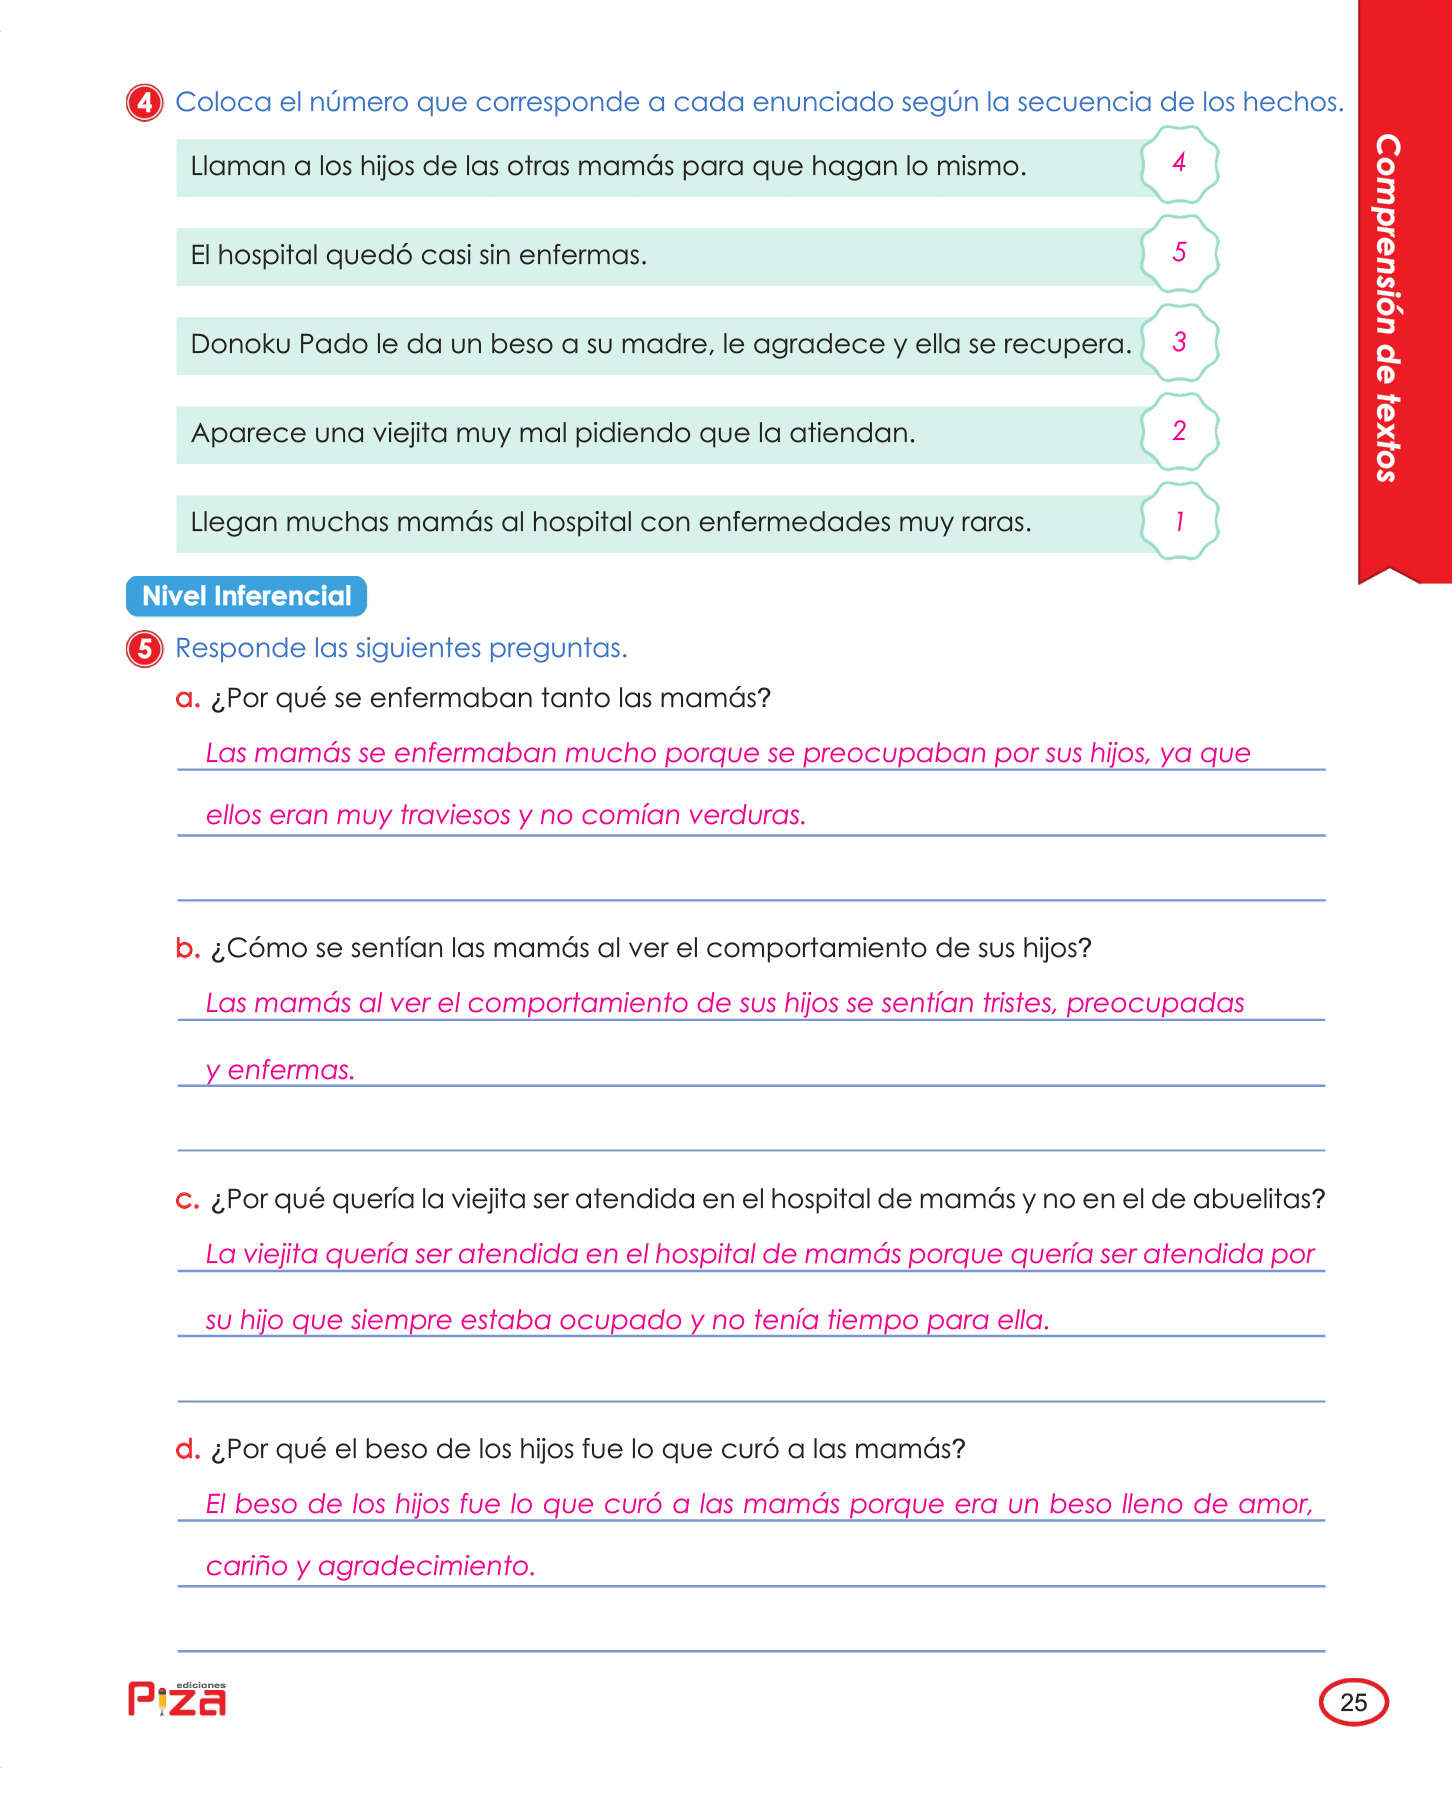 4 Coloca el número que corresponde a cada enunciado según la secuencia de los hechos.
Llaman a los hijos de las otras mamás para que hagan lo mismo. 4
El hospital quedó casi sin enfermas. 5
Donoku Pado le da un beso a su madre, le agradece y ella se recupera. 3
Aparece una viejita muy mal pidiendo que la atiendan. 2
Llegan muchas mamás al hospital con enfermedades muy raras. 1
Comprensión de textos
Nivel Inferencial
5 Responde las siguientes preguntas.
a. ¿Por qué se enfermaban tanto las mamás?
Las mamás se enfermaban mucho porque se preocupaban por sus hijos, ya que
ellos eran muy traviesos y no comían verduras.
b. ¿Cómo se sentían las mamás al ver el comportamiento de sus hijos?
Las mamás al ver el comportamiento de sus hijos se sentían tristes, preocupadas
y enfermas.
c. ¿Por qué quería la viejita ser atendida en el hospital de mamás y no en el de abuelitas?
La viejita quería ser atendida en el hospital de mamás porque quería ser atendida por
su hijo que siempre estaba ocupado y no tenía tiempo para ella.
d. ¿Por qué el beso de los hijos fue lo que curó a las mamás?
El beso de los hijos fue lo que curó a las mamás porque era un beso lleno de amor,
cariño y agradecimiento.
ediciones
Piza
25